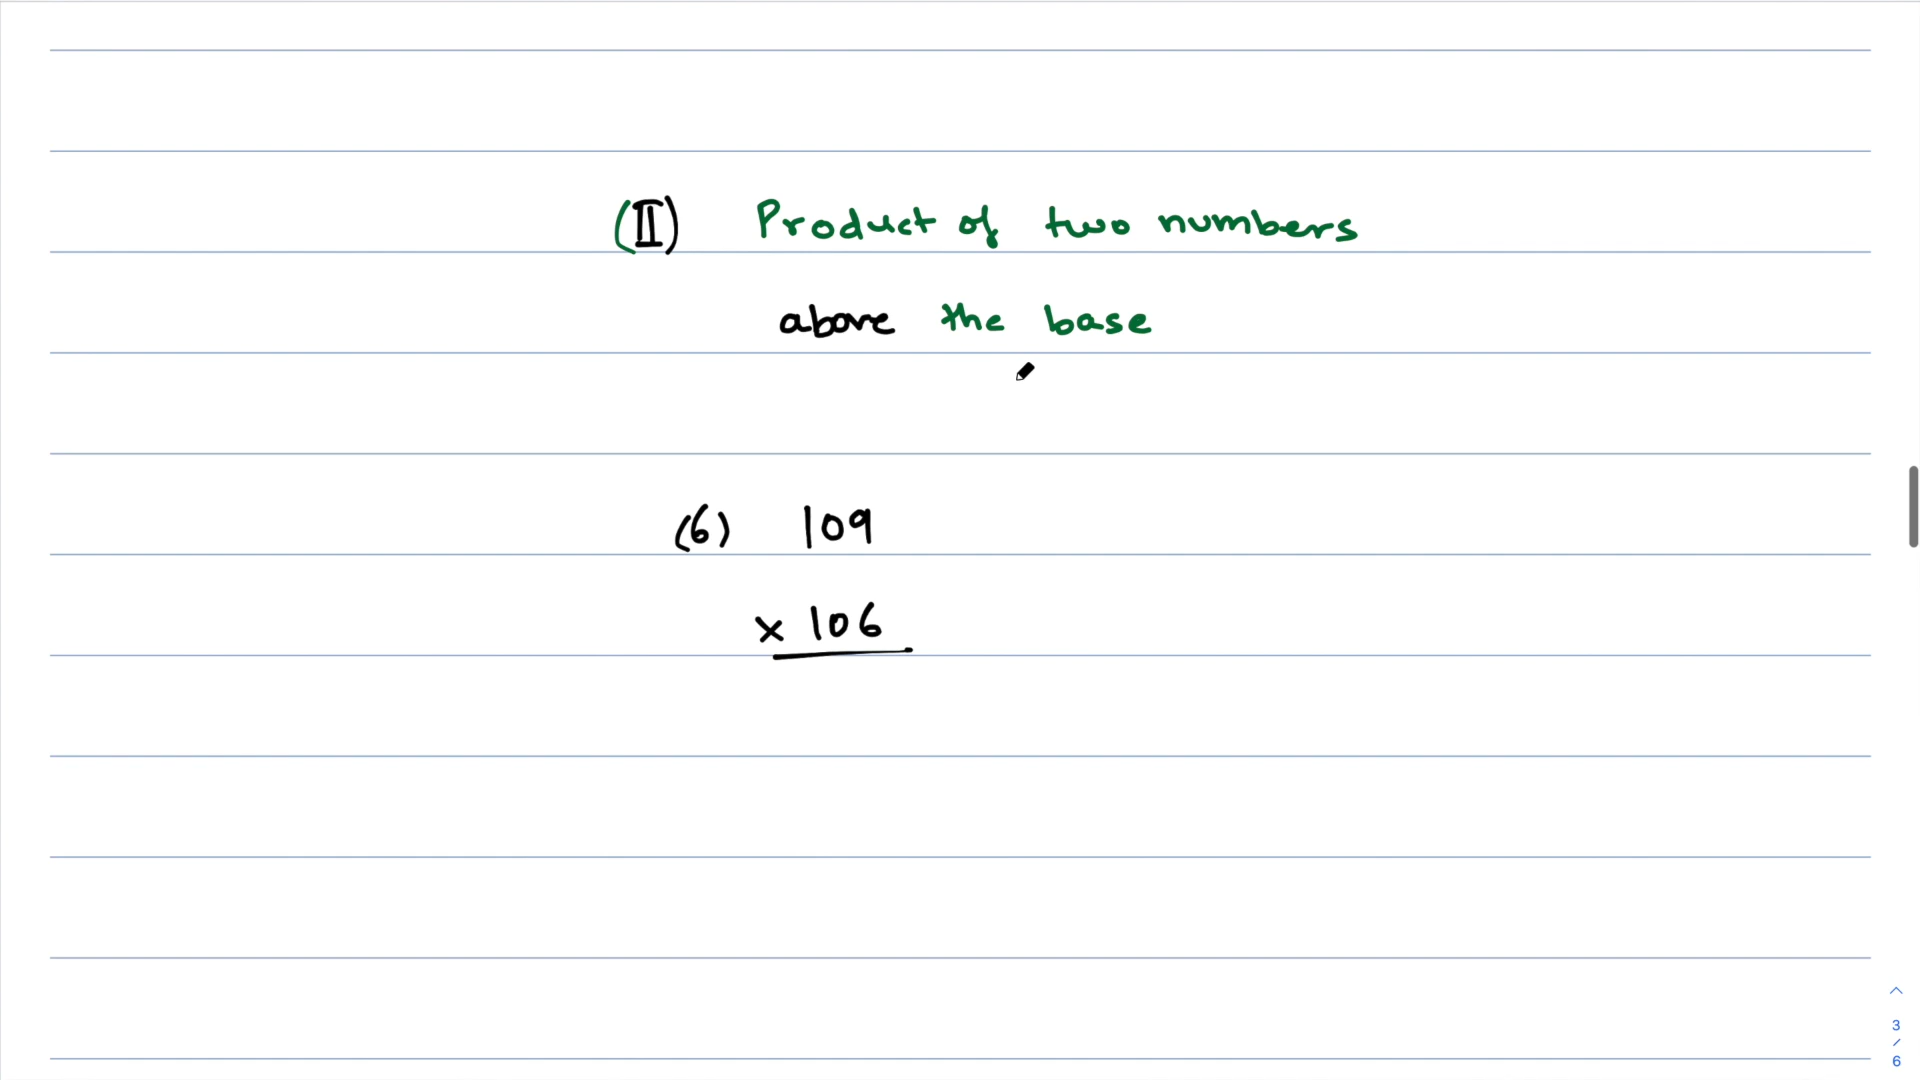 (II) Product of two numbers
above the base
(6) 109
× 106
3
/
6